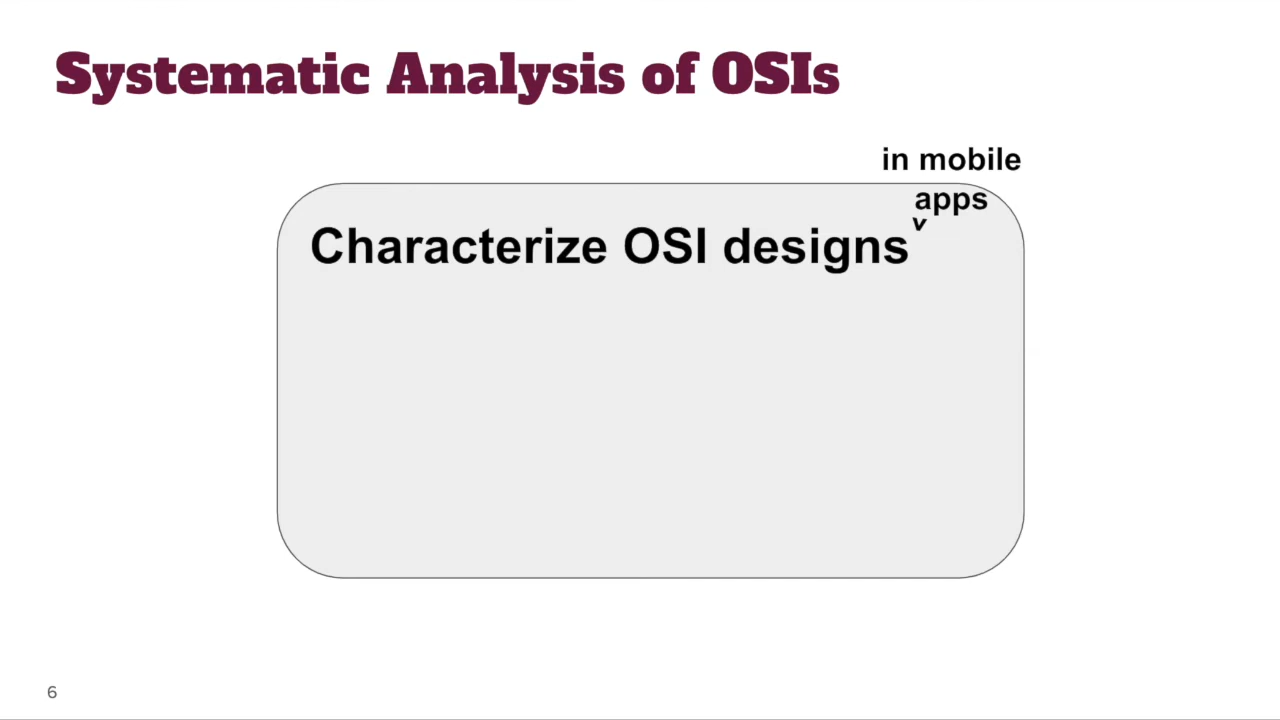 Systematic Analysis of OSIs
in mobile
apps
v
Characterize OSI designs
6